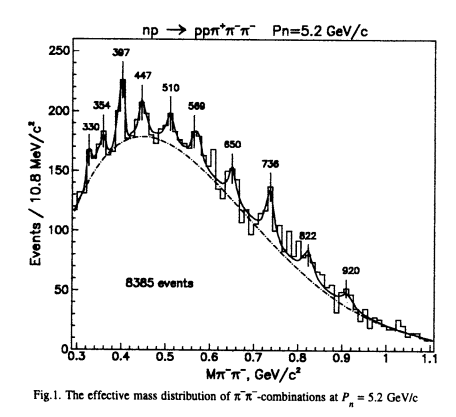 np → ppπ⁺π⁻π⁻ Pn=5.2 GeV/c
Events / 10.8 MeV/c²
250
200
150
100
50
0
397
447
510
354
569
330
650
736
822
920
8385 events
0.3 0.4 0.5 0.6 0.7 0.8 0.9 1 1.1
Mπ⁻π⁻, GeV/c²
Fig.1. The effective mass distribution of π⁻π⁻-combinations at Pₙ = 5.2 GeV/c